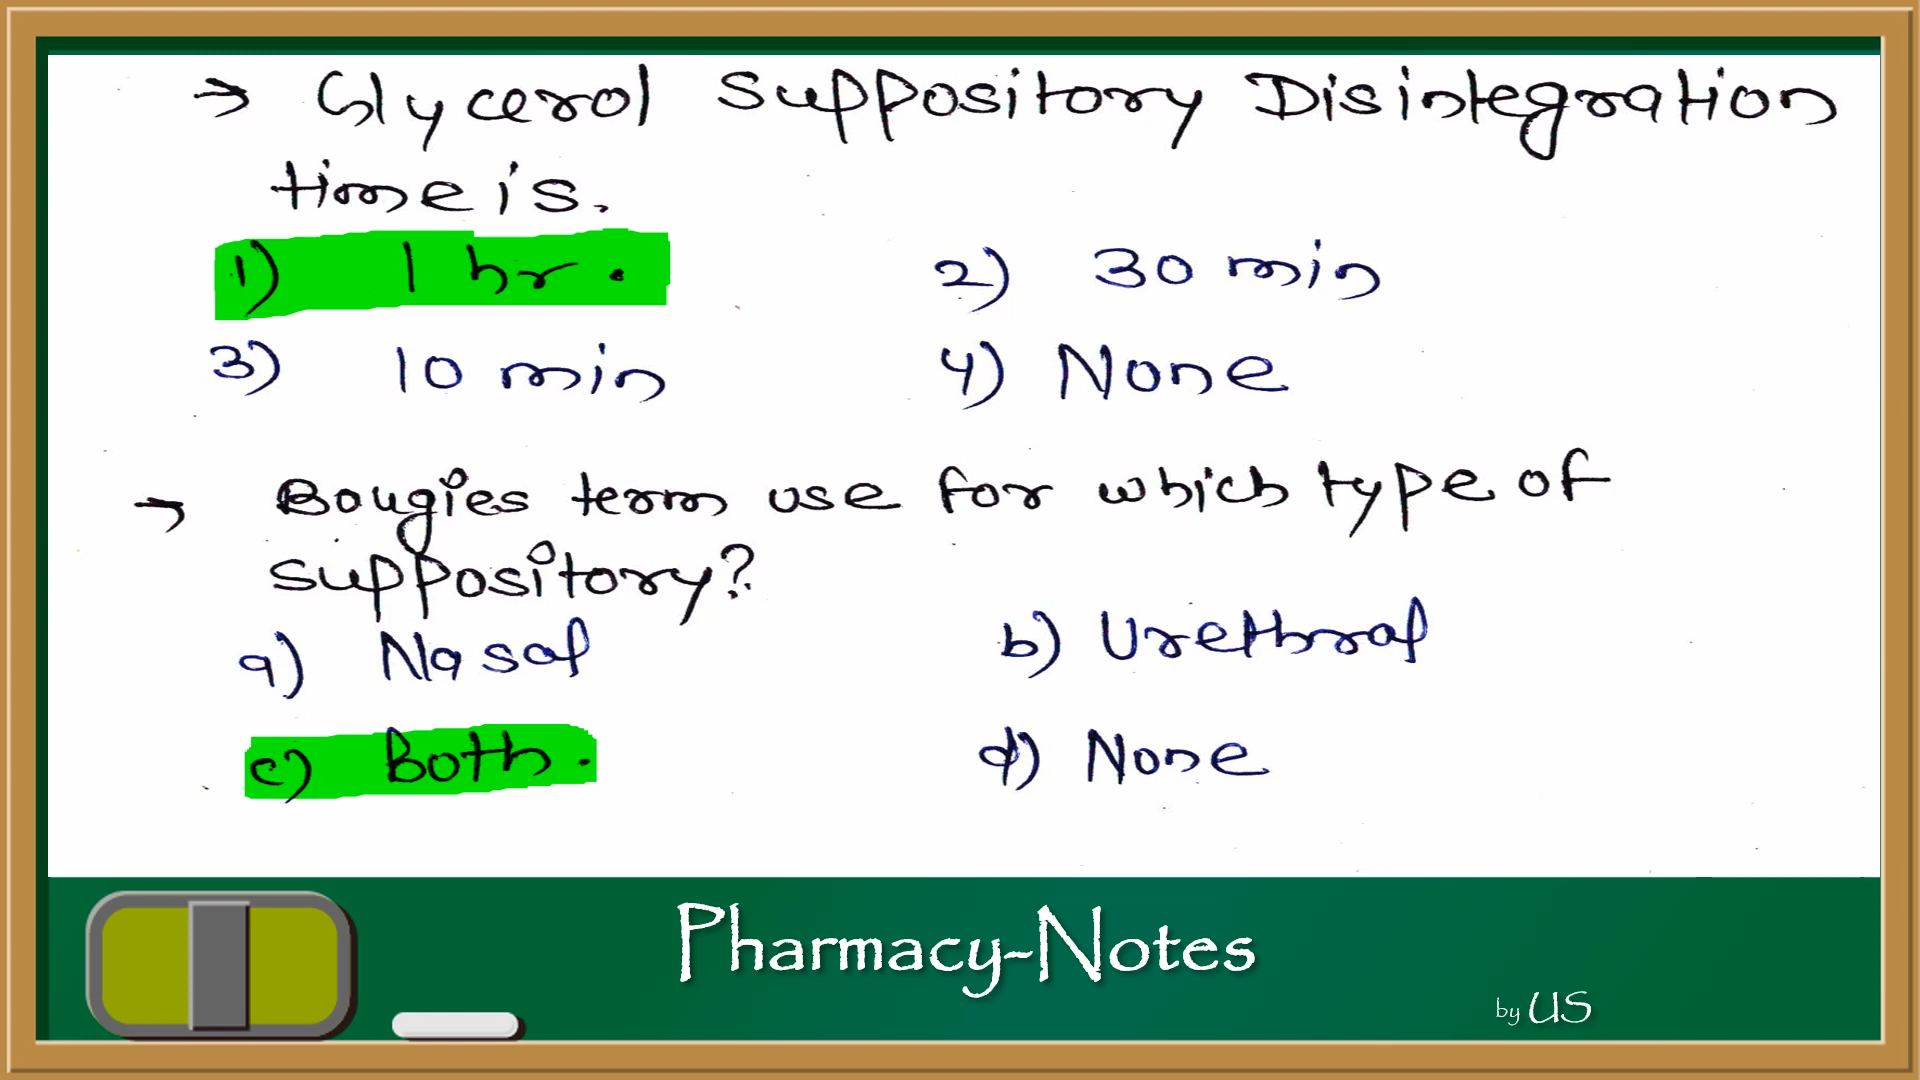 → Glycerol Suppository Disintegration
time is.
1) 1 hr. 2) 30 min
3) 10 min 4) None
→ Bougies term use for which type of
suppository?
a) Nasal b) Urethral
c) Both. d) None
Pharmacy-Notes
by US